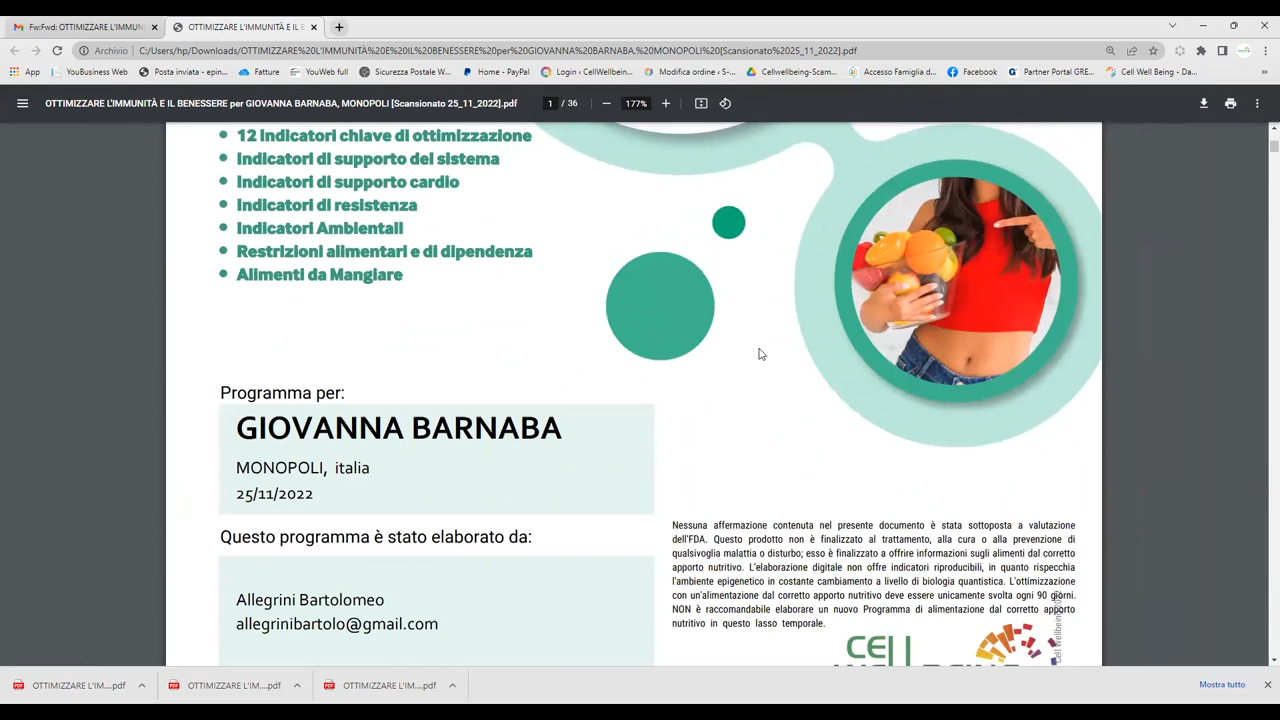 Fw:Fwd: OTTIMIZZARE L'IMMUN
OTTIMIZZARE L'IMMUNITÀ E IL B
Archivio C:/Users/hp/Downloads/OTTIMIZZARE%20L'IMMUNITÀ%20E%20IL%20BENESSERE%20per%20GIOVANNA%20BARNABA,%20MONOPOLI%20[Scansionato%2025_11_2022].pdf
App YouBusiness Web Posta inviata - epin... Fatture YouWeb full Sicurezza Postale W... Home - PayPal Login ‹ CellWellbein... Modifica ordine ‹ S-... Cellwellbeing-Scam... Accesso Famiglia d... Facebook Partner Portal GRE... Cell Well Being - Da... »
OTTIMIZZARE L'IMMUNITÀ E IL BENESSERE per GIOVANNA BARNABA, MONOPOLI [Scansionato 25_11_2022].pdf 1 / 36 177%
12 Indicatori chiave di ottimizzazione
Indicatori di supporto del sistema
Indicatori di supporto cardio
Indicatori di resistenza
Indicatori Ambientali
Restrizioni alimentari e di dipendenza
Alimenti da Mangiare
Programma per:
GIOVANNA BARNABA
MONOPOLI, italia
25/11/2022
Questo programma è stato elaborato da:
Allegrini Bartolomeo
allegrinibartolo@gmail.com
Nessuna affermazione contenuta nel presente documento è stata sottoposta a valutazione
dell'FDA. Questo prodotto non è finalizzato al trattamento, alla cura o alla prevenzione di
qualsivoglia malattia o disturbo; esso è finalizzato a offrire informazioni sugli alimenti dal corretto
apporto nutritivo. L'elaborazione digitale non offre indicatori riproducibili, in quanto rispecchia
l'ambiente epigenetico in costante cambiamento a livello di biologia quantistica. L'ottimizzazione
con un'alimentazione dal corretto apporto nutritivo deve essere unicamente svolta ogni 90 giorni.
NON è raccomandabile elaborare un nuovo Programma di alimentazione dal corretto apporto
nutritivo in questo lasso temporale.
Cell Wellbeing
CELL
WELLBEING
OTTIMIZZARE L'IM....pdf OTTIMIZZARE L'IM....pdf OTTIMIZZARE L'IM....pdf Mostra tutto